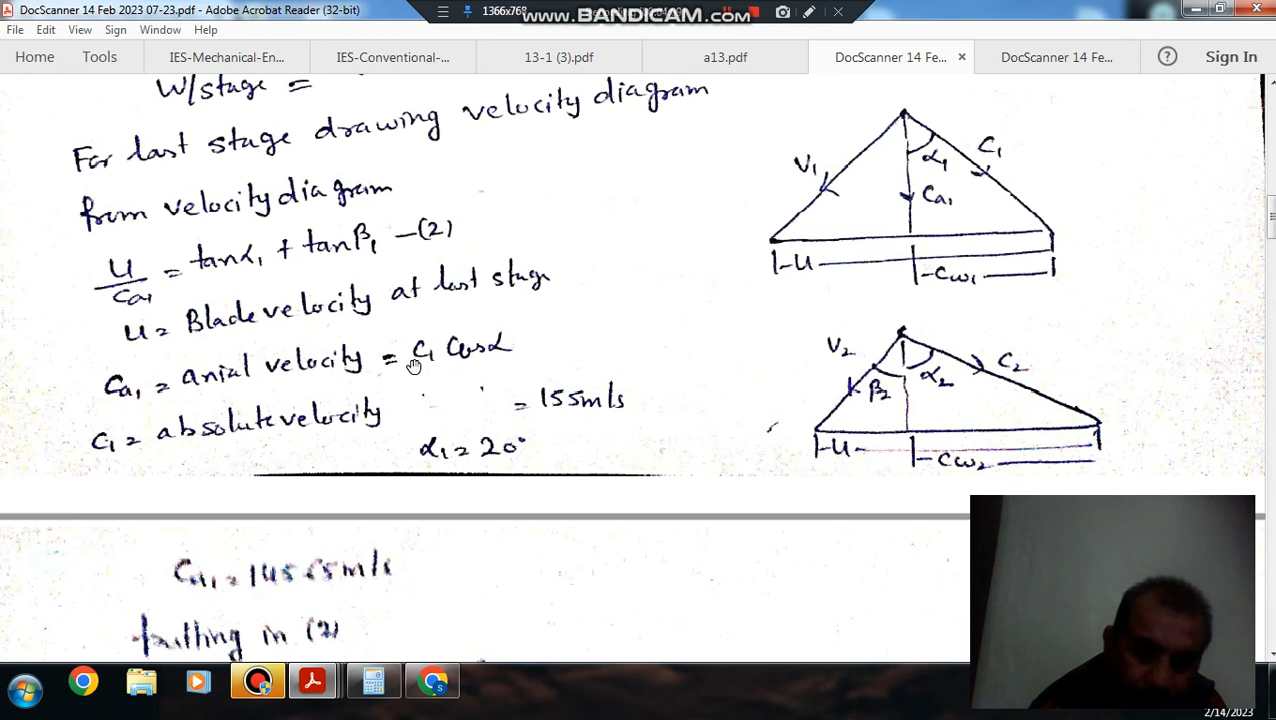 DocScanner 14 Feb 2023 07-23.pdf - Adobe Acrobat Reader (32-bit)
1366x768
www.BANDICAM.com
File Edit View Sign Window Help
Home Tools IES-Mechanical-En... IES-Conventional-... 13-1 (3).pdf a13.pdf DocScanner 14 Fe... × DocScanner 14 Fe... Sign In
W/stage =
For last stage drawing velocity diagram
from velocity diagram
U/Ca1 = tanα1 + tanβ1 —(2)
U = Blade velocity at last stage
Ca1 = anial velocity = C1 Cosα
C1 = absolute velocity = 155m/s
α1 = 20°
V1 α1 C1
Ca1
U Cw1
V2 β2 α2 C2
U Cw2
Putting in (2)
2/14/2023